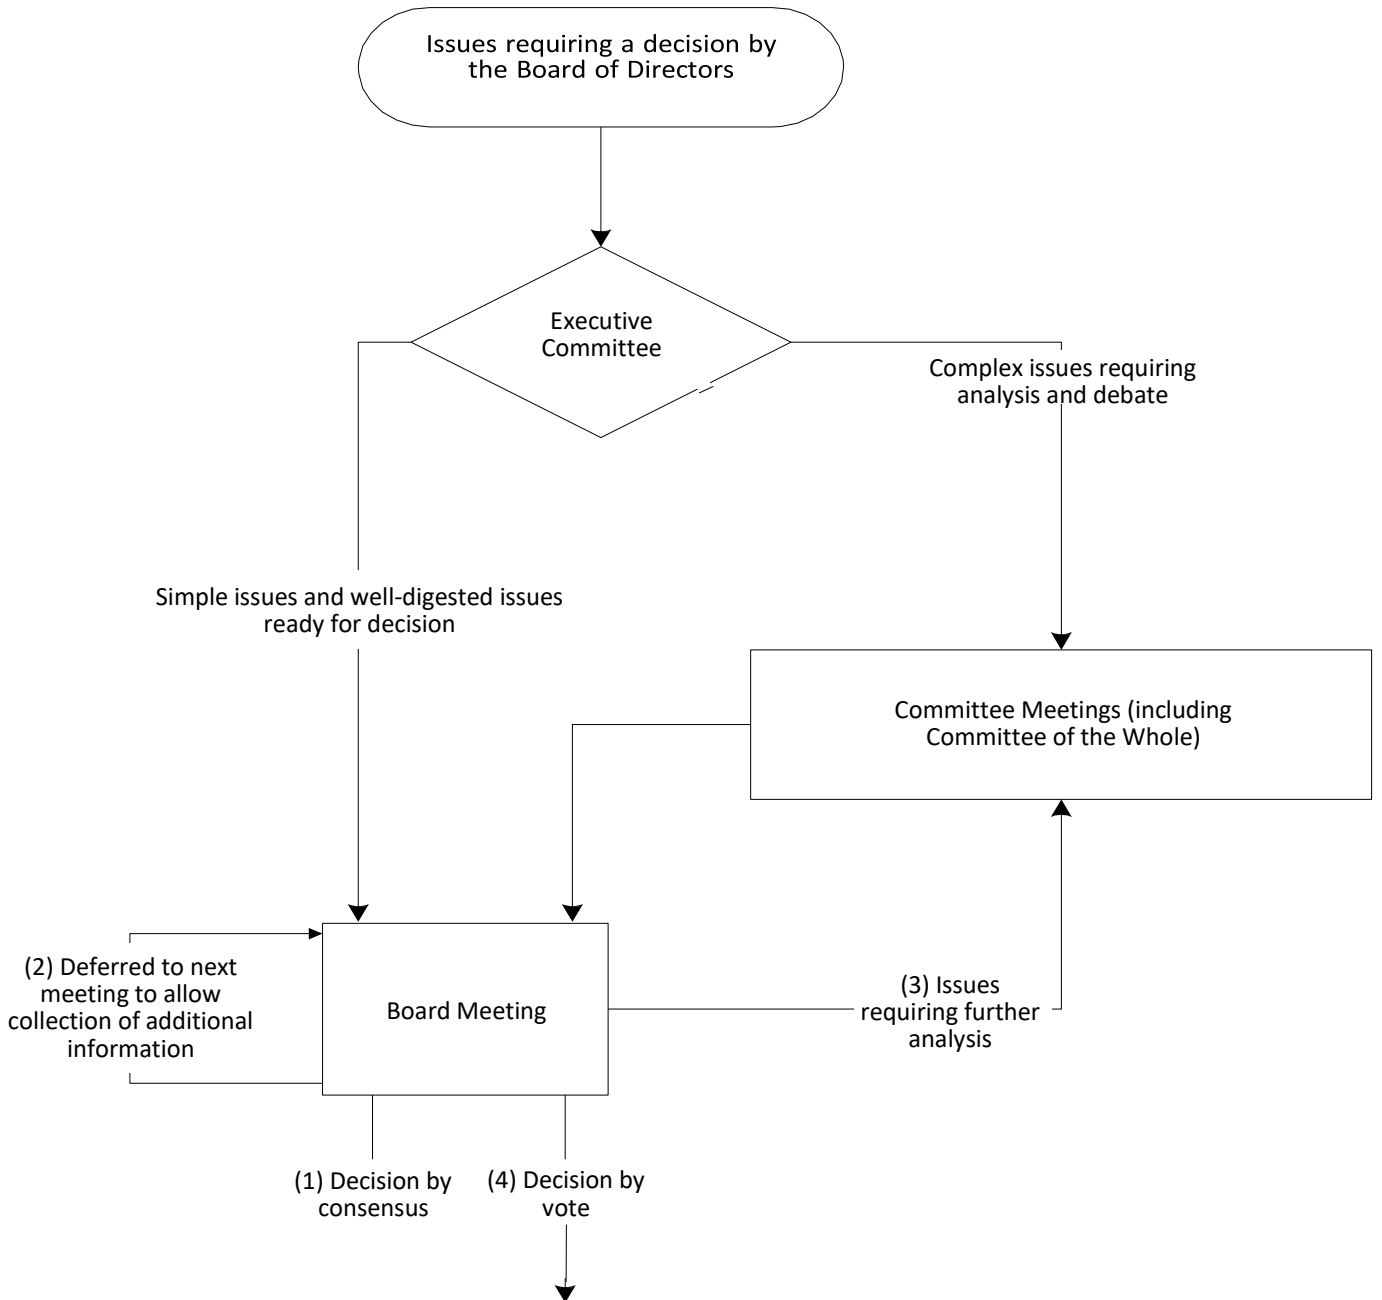 Issues requiring a decision by
the Board of Directors
Executive
Committee
Complex issues requiring
analysis and debate
Simple issues and well-digested issues
ready for decision
Committee Meetings (including
Committee of the Whole)
(2) Deferred to next
meeting to allow
collection of additional
information
Board Meeting
(3) Issues
requiring further
analysis
(1) Decision by
consensus
(4) Decision by
vote